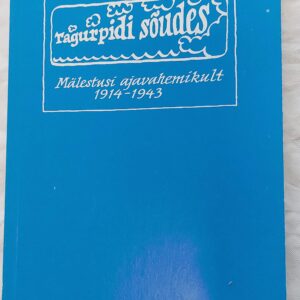 Tagurpidi sõudes
Mälestusi ajavahemikult
1914-1943